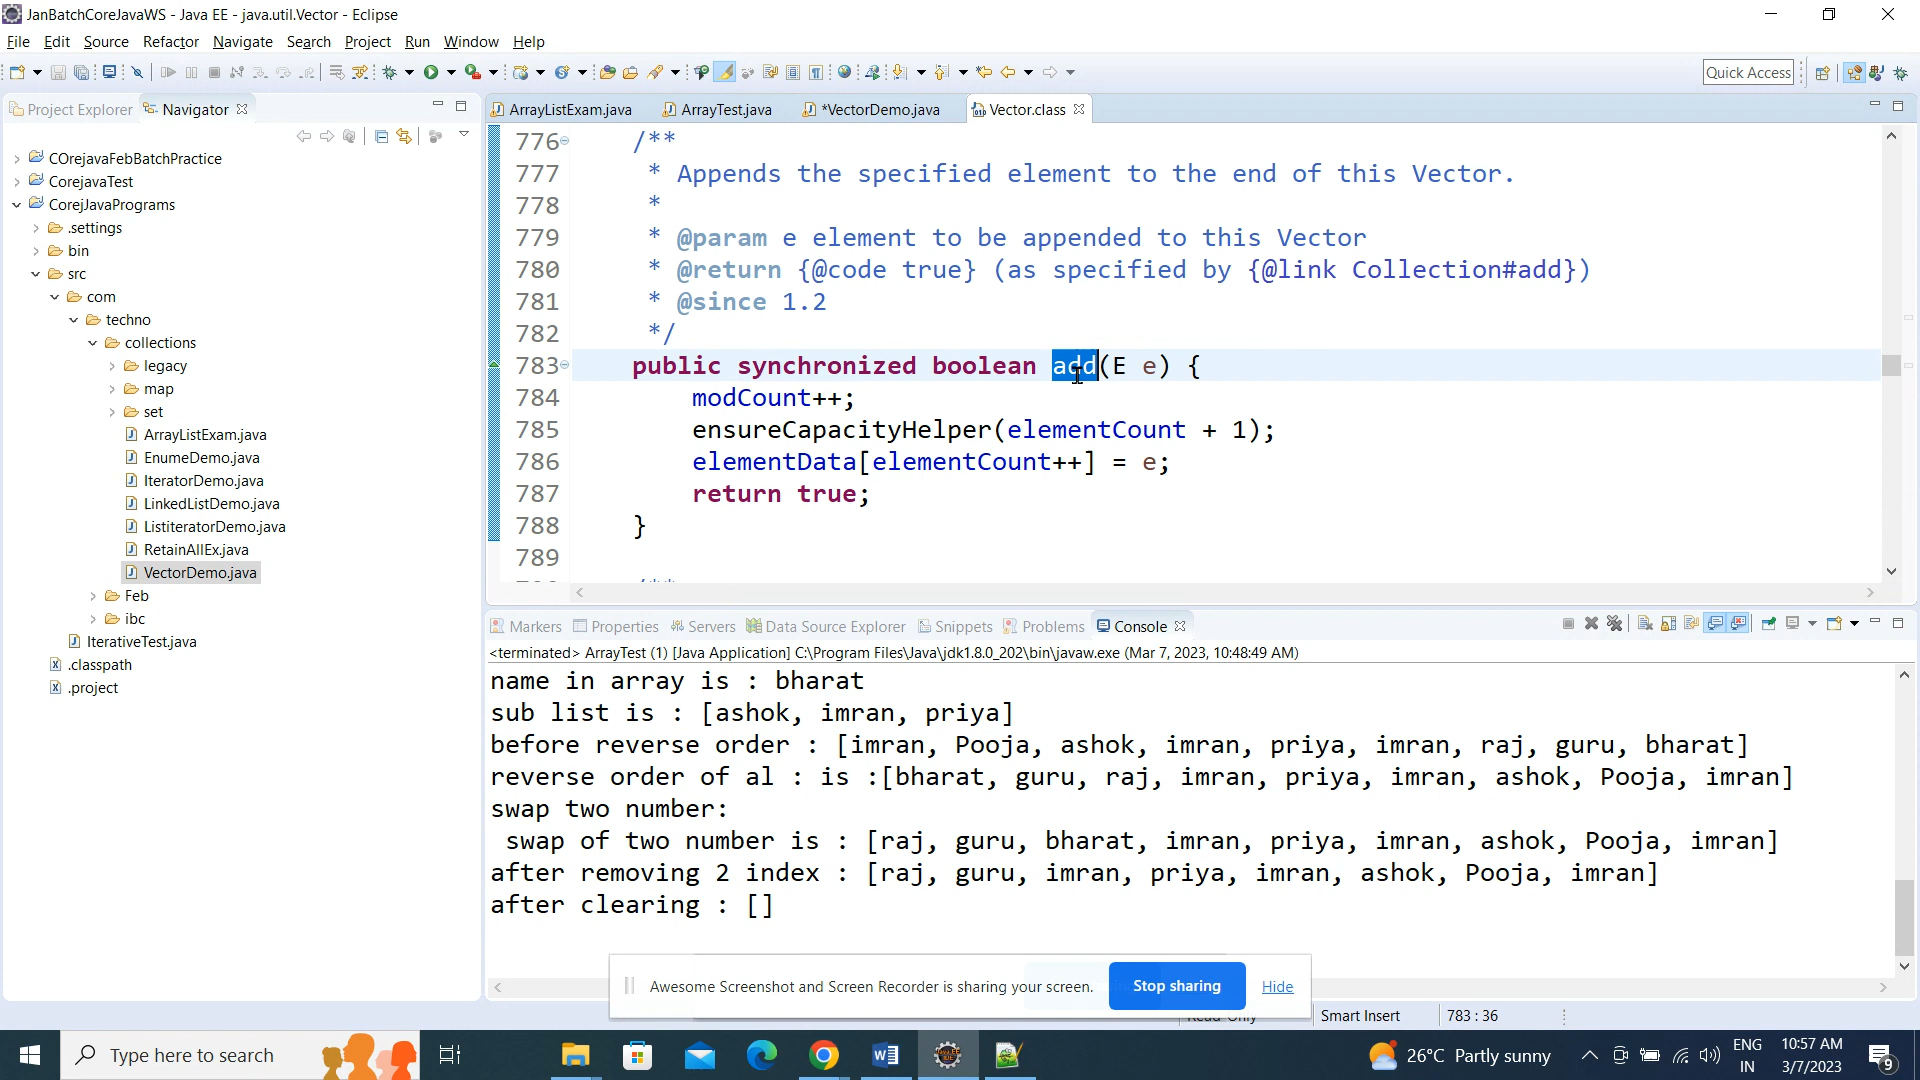 JanBatchCoreJavaWS - Java EE - java.util.Vector - Eclipse
File Edit Source Refactor Navigate Search Project Run Window Help
Quick Access
Project Explorer Navigator
COrejavaFebBatchPractice
CorejavaTest
CorejJavaPrograms
.settings
bin
src
com
techno
collections
legacy
map
set
ArrayListExam.java
EnumeDemo.java
IteratorDemo.java
LinkedListDemo.java
ListiteratorDemo.java
RetainAllEx.java
VectorDemo.java
Feb
ibc
IterativeTest.java
.classpath
.project
ArrayListExam.java ArrayTest.java *VectorDemo.java Vector.class
776 /**
777 * Appends the specified element to the end of this Vector.
778 *
779 * @param e element to be appended to this Vector
780 * @return {@code true} (as specified by {@link Collection#add})
781 * @since 1.2
782 */
783 public synchronized boolean add(E e) {
784 modCount++;
785 ensureCapacityHelper(elementCount + 1);
786 elementData[elementCount++] = e;
787 return true;
788 }
789
Markers Properties Servers Data Source Explorer Snippets Problems Console
<terminated> ArrayTest (1) [Java Application] C:\Program Files\Java\jdk1.8.0_202\bin\javaw.exe (Mar 7, 2023, 10:48:49 AM)
name in array is : bharat
sub list is : [ashok, imran, priya]
before reverse order : [imran, Pooja, ashok, imran, priya, imran, raj, guru, bharat]
reverse order of al : is :[bharat, guru, raj, imran, priya, imran, ashok, Pooja, imran]
swap two number:
swap of two number is : [raj, guru, bharat, imran, priya, imran, ashok, Pooja, imran]
after removing 2 index : [raj, guru, imran, priya, imran, ashok, Pooja, imran]
after clearing : []
Awesome Screenshot and Screen Recorder is sharing your screen. Stop sharing Hide
Smart Insert 783 : 36
Type here to search
26°C Partly sunny
ENG
IN
10:57 AM
3/7/2023
9